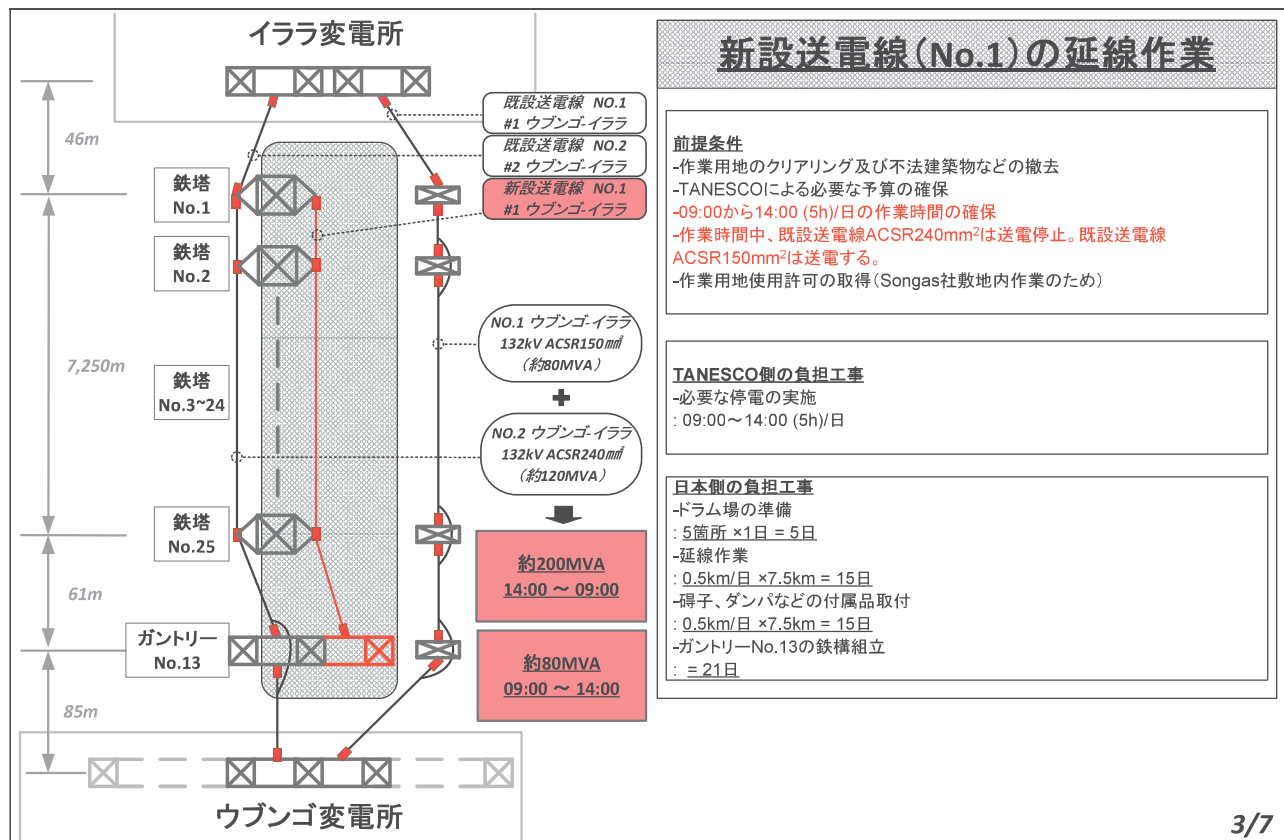 イララ変電所
46m
7,250m
61m
85m
鉄塔
No.1
鉄塔
No.2
鉄塔
No.3~24
鉄塔
No.25
ガントリー
No.13
既設送電線 NO.1
#1 ウブンゴ-イララ
既設送電線 NO.2
#2 ウブンゴ-イララ
新設送電線 NO.1
#1 ウブンゴ-イララ
NO.1 ウブンゴ-イララ
132kV ACSR150㎟
（約80MVA）
+
NO.2 ウブンゴ-イララ
132kV ACSR240㎟
（約120MVA）
約200MVA
14:00 ～ 09:00
約80MVA
09:00 ～ 14:00
ウブンゴ変電所
新設送電線（No.1）の延線作業
前提条件
-作業用地のクリアリング及び不法建築物などの撤去
-TANESCOによる必要な予算の確保
-09:00から14:00 (5h)/日の作業時間の確保
-作業時間中、既設送電線ACSR240mm²は送電停止。既設送電線
ACSR150mm²は送電する。
-作業用地使用許可の取得（Songas社敷地内作業のため）
TANESCO側の負担工事
-必要な停電の実施
: 09:00～14:00 (5h)/日
日本側の負担工事
-ドラム場の準備
: 5箇所 ×1日 = 5日
-延線作業
: 0.5km/日 ×7.5km = 15日
-碍子、ダンパなどの付属品取付
: 0.5km/日 ×7.5km = 15日
-ガントリーNo.13の鉄構組立
: = 21日
3/7